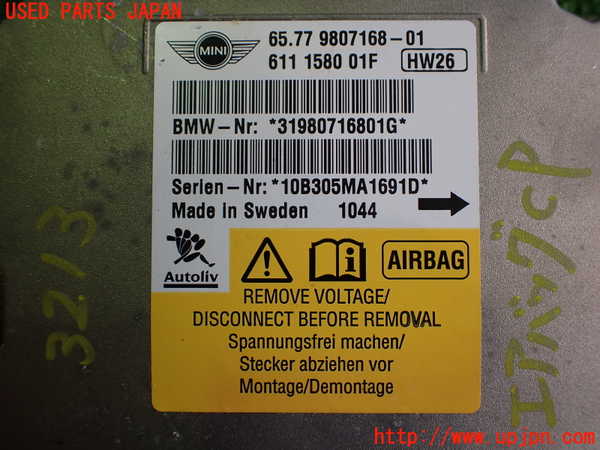 USED PARTS JAPAN
MINI
65.77 9807168-01
611 1580 01F HW26
BMW-Nr: *31980716801G*
Serien-Nr: *10B305MA1691D*
Made In Sweden 1044
Autoliv
AIRBAG
REMOVE VOLTAGE/
DISCONNECT BEFORE REMOVAL
Spannungsfrei machen/
Stecker abziehen vor
Montage/Demontage
3213
エアバッグCP
http://www.upjpn.com/